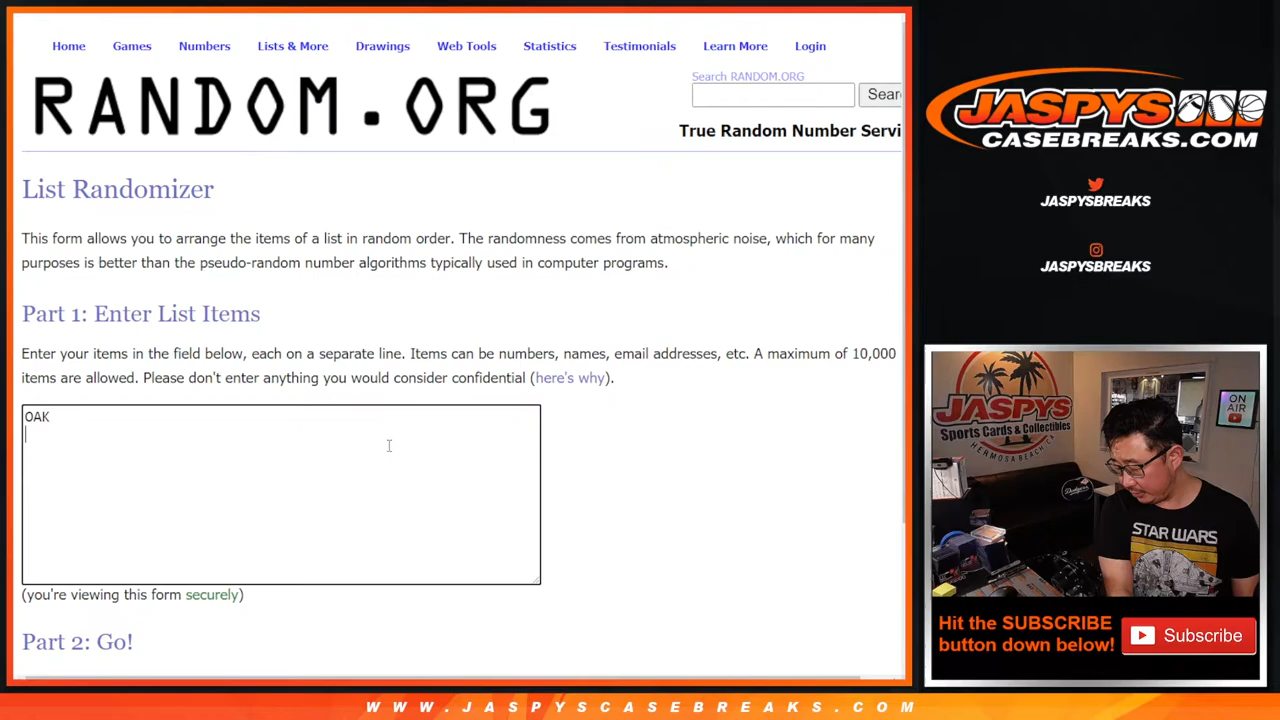 Home Games Numbers Lists & More Drawings Web Tools Statistics Testimonials Learn More Login
RANDOM.ORG
Search RANDOM.ORG
Sear
True Random Number Servi
List Randomizer
This form allows you to arrange the items of a list in random order. The randomness comes from atmospheric noise, which for many
purposes is better than the pseudo-random number algorithms typically used in computer programs.
Part 1: Enter List Items
Enter your items in the field below, each on a separate line. Items can be numbers, names, email addresses, etc. A maximum of 10,000
items are allowed. Please don't enter anything you would consider confidential (here's why).
OAK
(you're viewing this form securely)
Part 2: Go!
JASPYS
CASEBREAKS.COM
JASPYSBREAKS
JASPYSBREAKS
JASPYS
Sports Cards & Collectibles
HERMOSA BEACH, CA
ON
AIR
Dodgers
STAR WARS
Hit the SUBSCRIBE
button down below!
Subscribe
WWW.JASPYSCASEBREAKS.COM